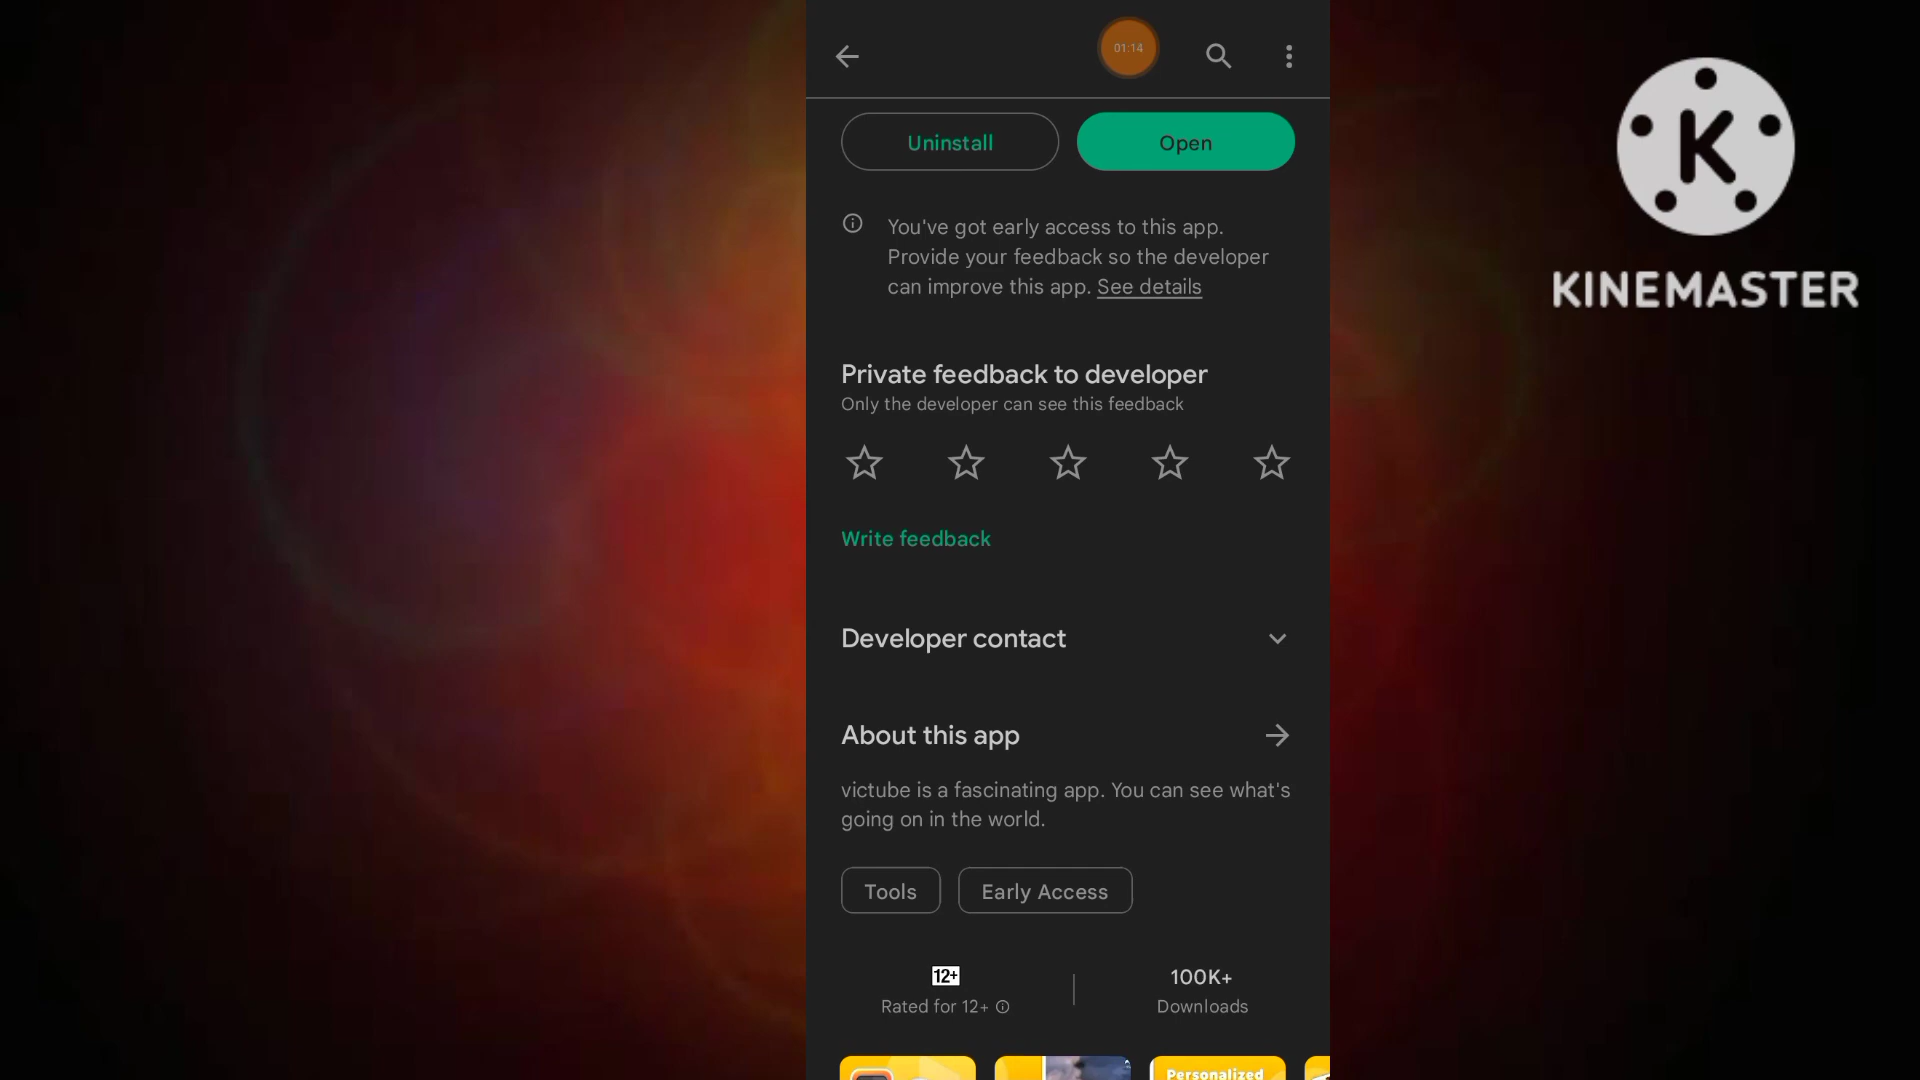 01:14
Uninstall
Open
You've got early access to this app.
Provide your feedback so the developer
can improve this app. See details
Private feedback to developer
Only the developer can see this feedback
Write feedback
Developer contact
About this app
victube is a fascinating app. You can see what's
going on in the world.
Tools
Early Access
12+
Rated for 12+
100K+
Downloads
Personalized
K
KINEMASTER